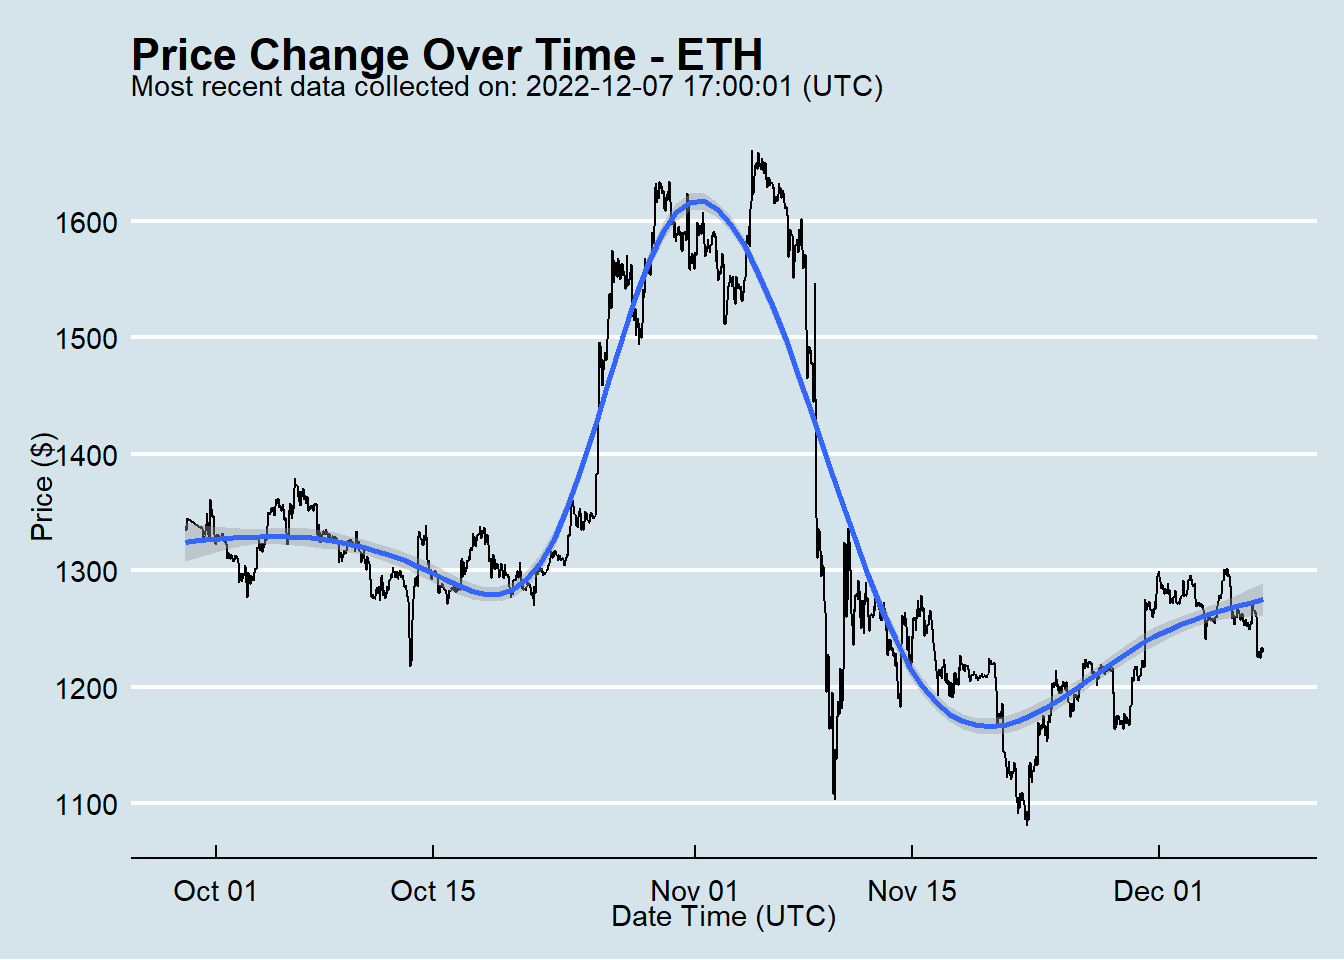 Price Change Over Time - ETH
Most recent data collected on: 2022-12-07 17:00:01 (UTC)
1600
1500
1400
1300
1200
1100
Price ($)
Oct 01 Oct 15 Nov 01 Nov 15 Dec 01
Date Time (UTC)